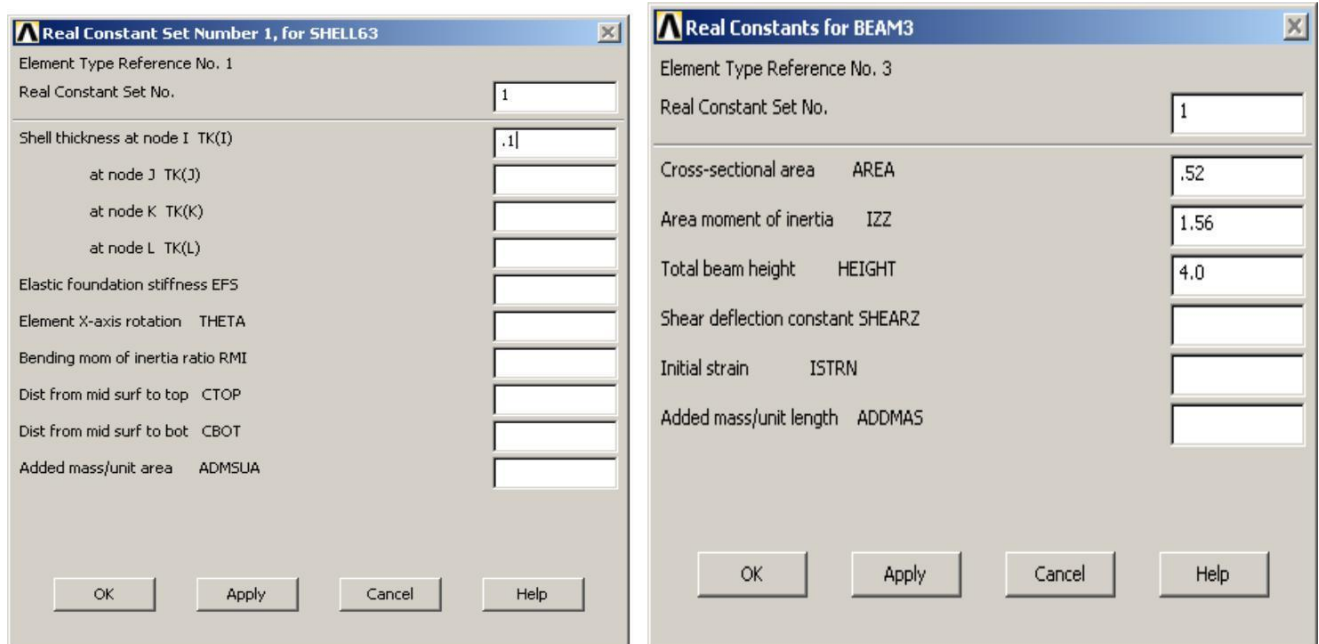 Real Constant Set Number 1, for SHELL63
Element Type Reference No. 1
Real Constant Set No. 1
Shell thickness at node I TK(I) .1
at node J TK(J)
at node K TK(K)
at node L TK(L)
Elastic foundation stiffness EFS
Element X-axis rotation THETA
Bending mom of inertia ratio RMI
Dist from mid surf to top CTOP
Dist from mid surf to bot CBOT
Added mass/unit area ADMSUA
OK Apply Cancel Help
Real Constants for BEAM3
Element Type Reference No. 3
Real Constant Set No. 1
Cross-sectional area AREA .52
Area moment of inertia IZZ 1.56
Total beam height HEIGHT 4.0
Shear deflection constant SHEARZ
Initial strain ISTRN
Added mass/unit length ADDMAS
OK Apply Cancel Help